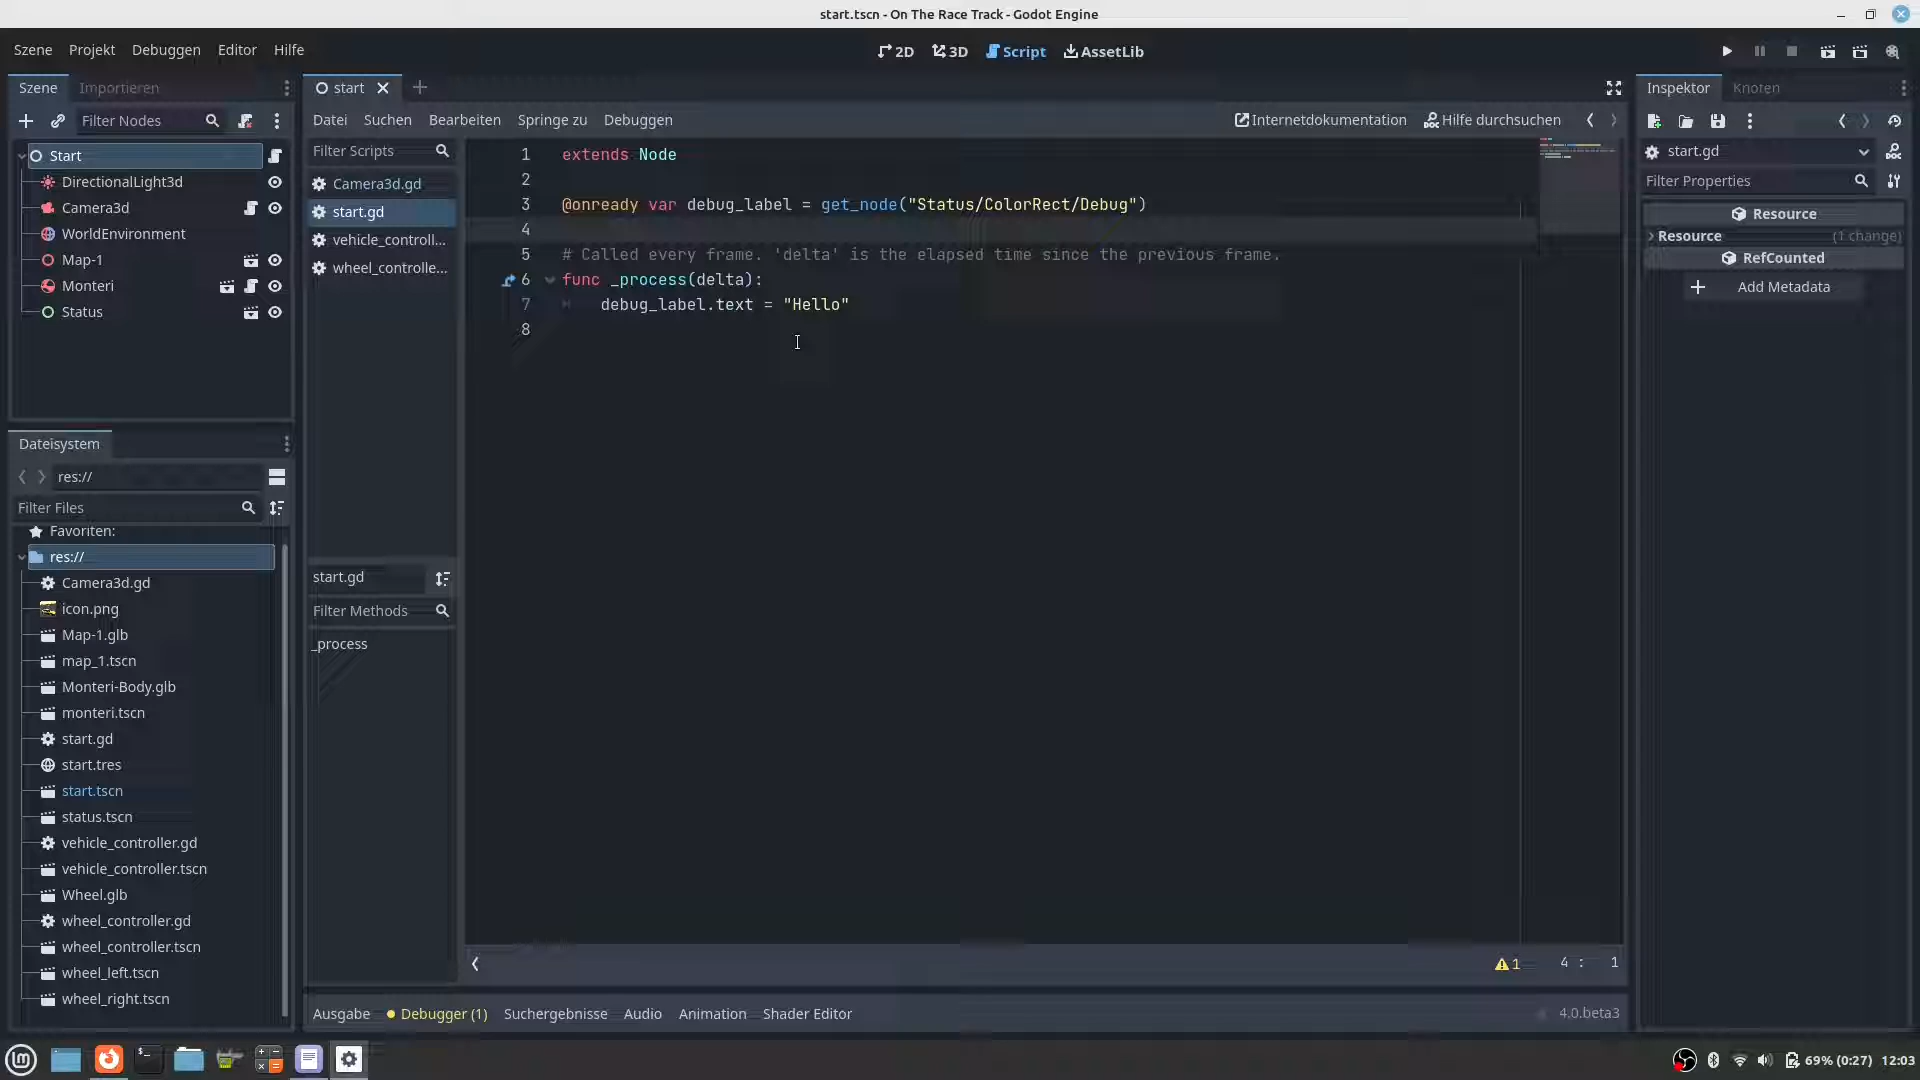 start.tscn - On The Race Track - Godot Engine
Szene Projekt Debuggen Editor Hilfe
2D 3D Script AssetLib
Szene Importieren
Filter Nodes
Start
DirectionalLight3d
Camera3d
WorldEnvironment
Map-1
Monteri
Status
Dateisystem
res://
Filter Files
Favoriten:
res://
Camera3d.gd
icon.png
Map-1.glb
map_1.tscn
Monteri-Body.glb
monteri.tscn
start.gd
start.tres
start.tscn
status.tscn
vehicle_controller.gd
vehicle_controller.tscn
Wheel.glb
wheel_controller.gd
wheel_controller.tscn
wheel_left.tscn
wheel_right.tscn
start
Datei Suchen Bearbeiten Springe zu Debuggen
Internetdokumentation Hilfe durchsuchen
Filter Scripts
Camera3d.gd
start.gd
vehicle_controll...
wheel_controlle...
start.gd
Filter Methods
_process
1 extends Node
2
3 @onready var debug_label = get_node("Status/ColorRect/Debug")
4
5 # Called every frame. 'delta' is the elapsed time since the previous frame.
6 func _process(delta):
7 debug_label.text = "Hello"
8
1 4 : 1
Ausgabe Debugger (1) Suchergebnisse Audio Animation Shader Editor
4.0.beta3
Inspektor Knoten
start.gd
Filter Properties
Resource
Resource (1 change)
RefCounted
Add Metadata
69% (0:27) 12:03